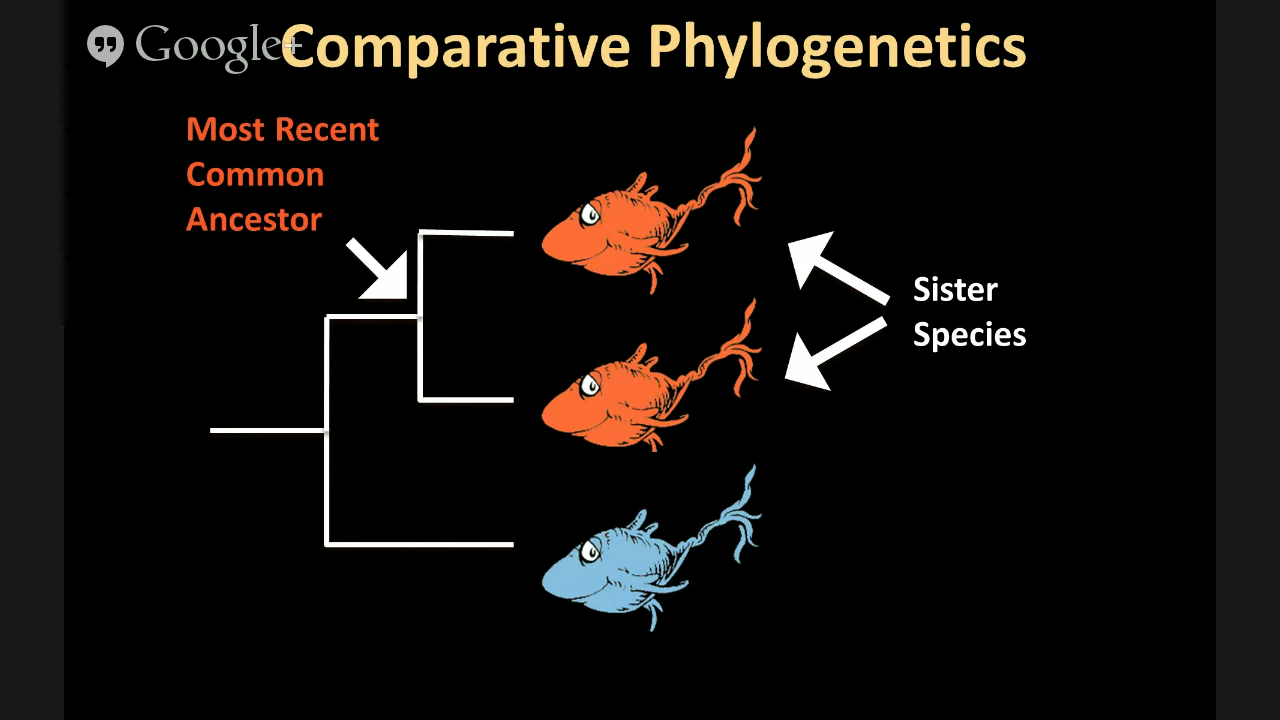 Google+
Comparative Phylogenetics
Most Recent
Common
Ancestor
Sister
Species